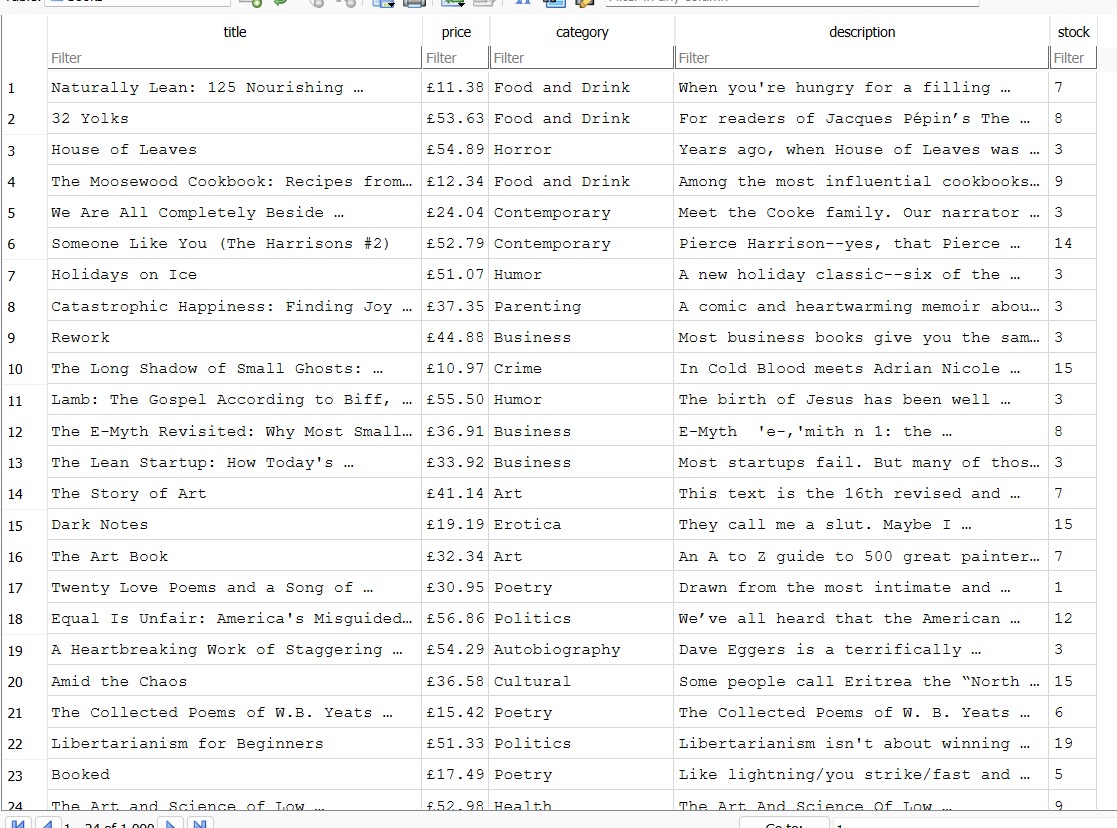 title price category description stock
Filter Filter Filter Filter Filter
1 Naturally Lean: 125 Nourishing … £11.38 Food and Drink When you're hungry for a filling … 7
2 32 Yolks £53.63 Food and Drink For readers of Jacques Pépin’s The … 8
3 House of Leaves £54.89 Horror Years ago, when House of Leaves was … 3
4 The Moosewood Cookbook: Recipes from… £12.34 Food and Drink Among the most influential cookbooks… 9
5 We Are All Completely Beside … £24.04 Contemporary Meet the Cooke family. Our narrator … 3
6 Someone Like You (The Harrisons #2) £52.79 Contemporary Pierce Harrison--yes, that Pierce … 14
7 Holidays on Ice £51.07 Humor A new holiday classic--six of the … 3
8 Catastrophic Happiness: Finding Joy … £37.35 Parenting A comic and heartwarming memoir abou… 3
9 Rework £44.88 Business Most business books give you the sam… 3
10 The Long Shadow of Small Ghosts: … £10.97 Crime In Cold Blood meets Adrian Nicole … 15
11 Lamb: The Gospel According to Biff, … £55.50 Humor The birth of Jesus has been well … 3
12 The E-Myth Revisited: Why Most Small… £36.91 Business E-Myth 'e-,'mith n 1: the … 8
13 The Lean Startup: How Today's … £33.92 Business Most startups fail. But many of thos… 3
14 The Story of Art £41.14 Art This text is the 16th revised and … 7
15 Dark Notes £19.19 Erotica They call me a slut. Maybe I … 15
16 The Art Book £32.34 Art An A to Z guide to 500 great painter… 7
17 Twenty Love Poems and a Song of … £30.95 Poetry Drawn from the most intimate and … 1
18 Equal Is Unfair: America's Misguided… £56.86 Politics We’ve all heard that the American … 12
19 A Heartbreaking Work of Staggering … £54.29 Autobiography Dave Eggers is a terrifically … 3
20 Amid the Chaos £36.58 Cultural Some people call Eritrea the “North … 15
21 The Collected Poems of W.B. Yeats … £15.42 Poetry The Collected Poems of W. B. Yeats … 6
22 Libertarianism for Beginners £51.33 Politics Libertarianism isn't about winning … 19
23 Booked £17.49 Poetry Like lightning/you strike/fast and … 5
24 The Art and Science of Low … £52.98 Health The Art And Science Of Low … 9
1 - 24 of 1,000 Go to: 1